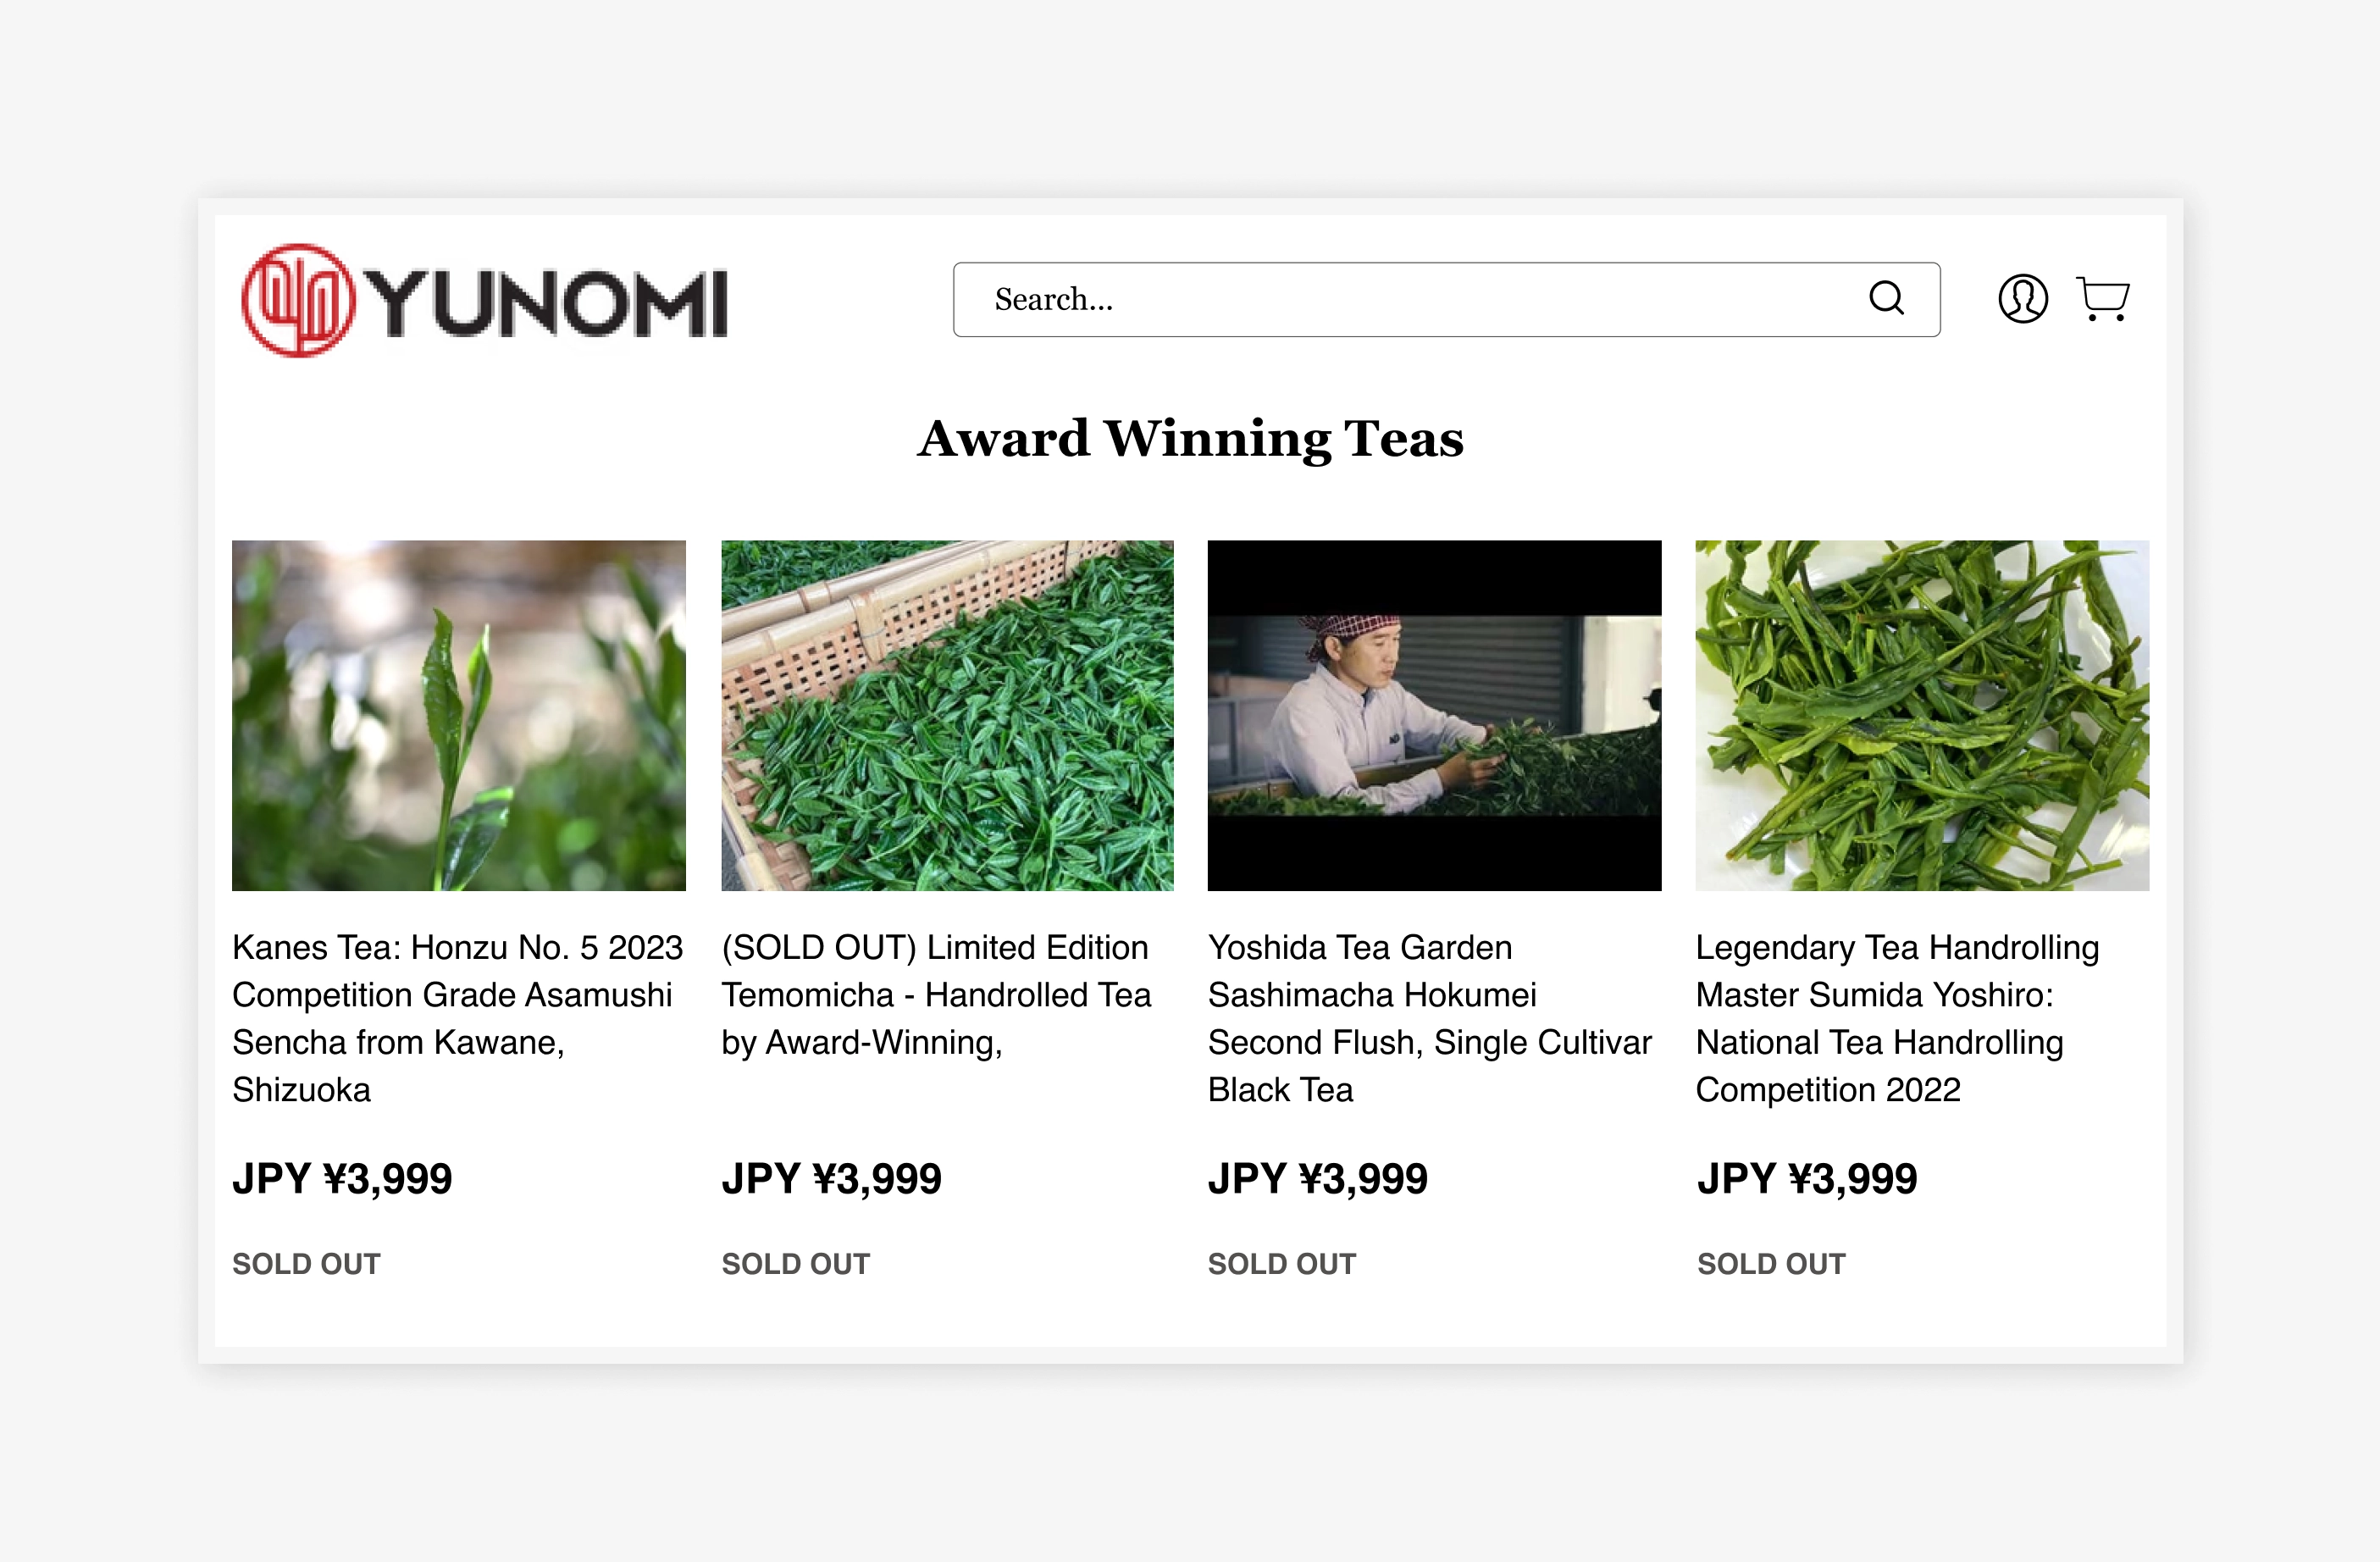 YUNOMI
Search...
Award Winning Teas
Kanes Tea: Honzu No. 5 2023
Competition Grade Asamushi
Sencha from Kawane,
Shizuoka
JPY ¥3,999
SOLD OUT
(SOLD OUT) Limited Edition
Temomicha - Handrolled Tea
by Award-Winning,
JPY ¥3,999
SOLD OUT
Yoshida Tea Garden
Sashimacha Hokumei
Second Flush, Single Cultivar
Black Tea
JPY ¥3,999
SOLD OUT
Legendary Tea Handrolling
Master Sumida Yoshiro:
National Tea Handrolling
Competition 2022
JPY ¥3,999
SOLD OUT